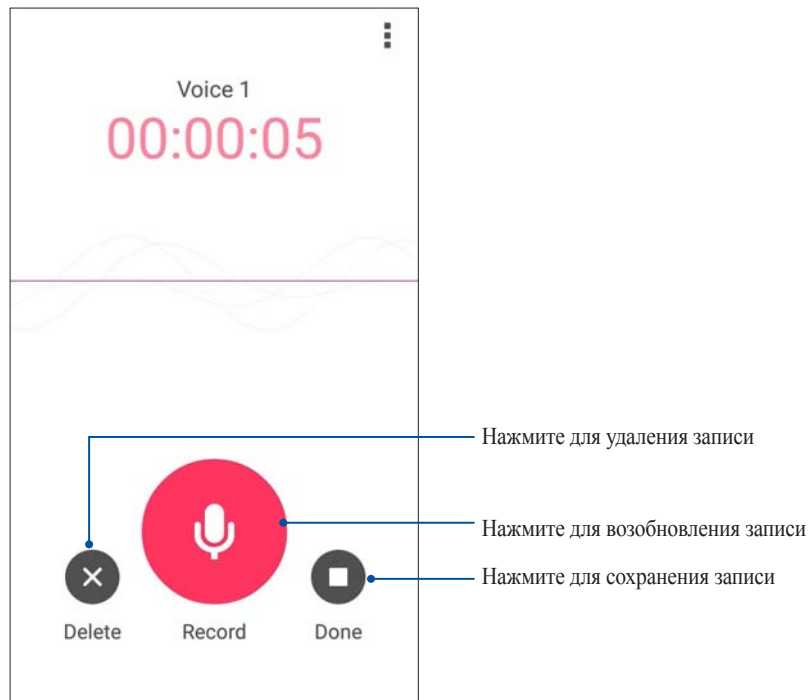 Voice 1
00:00:05
Нажмите для удаления записи
Нажмите для возобновления записи
Нажмите для сохранения записи
Delete
Record
Done